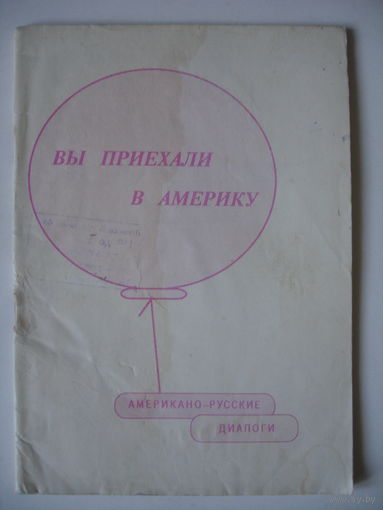 ВЫ ПРИЕХАЛИ
В АМЕРИКУ
АМЕРИКАНО-РУССКИЕ
ДИАЛОГИ